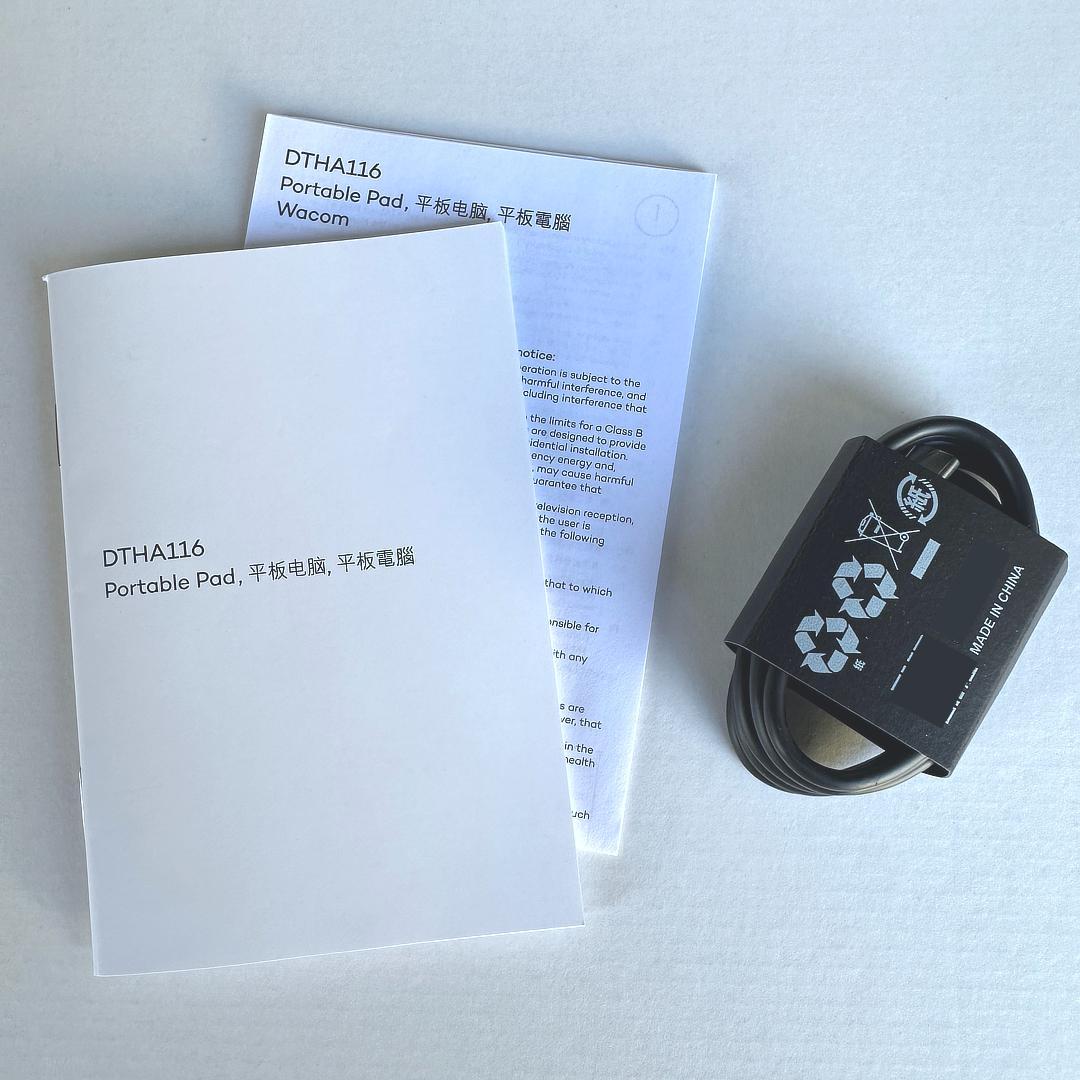 DTHA116
Portable Pad, 平板电脑, 平板電腦
Wacom
notice:
eration is subject to the
harmful interference, and
cluding interference that
the limits for a Class B
are designed to provide
idential installation.
ency energy and,
may cause harmful
uarantee that
elevision reception,
the user is
the following
that to which
onsible for
ith any
s are
ver, that
in the
health
uch
DTHA116
Portable Pad, 平板电脑, 平板電腦
紙
紙
MADE IN CHINA